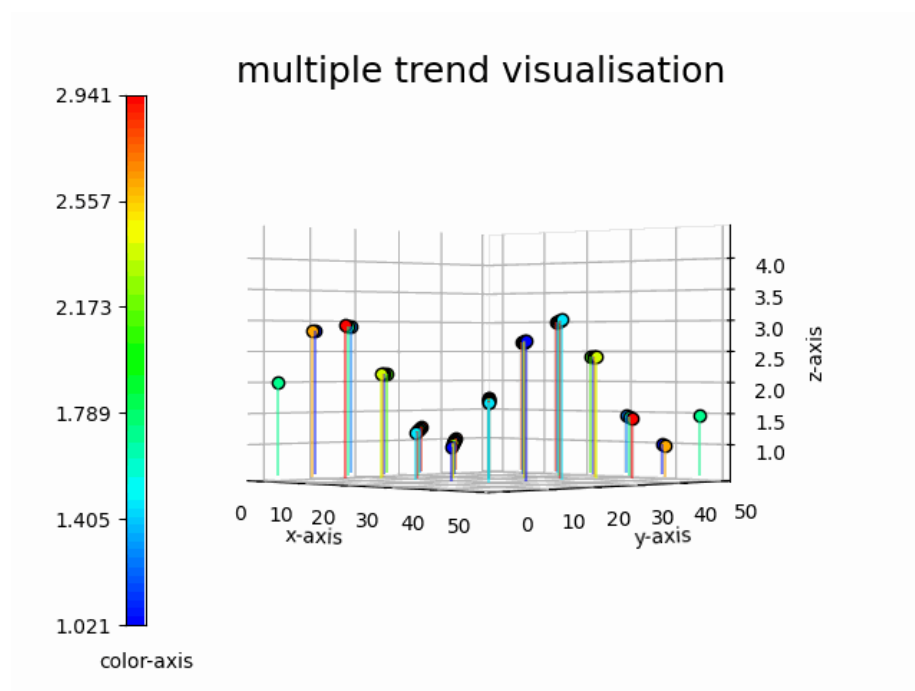 multiple trend visualisation
2.941
2.557
2.173
1.789
1.405
1.021
color-axis
4.0
3.5
3.0
2.5
2.0
1.5
1.0
z-axis
0 10 20 30 40 50
x-axis
0 10 20 30 40 50
y-axis